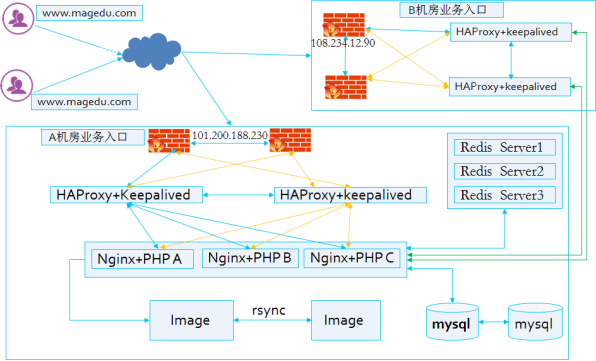 www.magedu.com
www.magedu.com
B机房业务入口
108.234.12.90
HAProxy+keepalived
HAProxy+keepalived
A机房业务入口
101.200.188.230
HAProxy+Keepalived
HAProxy+keepalived
Redis Server1
Redis Server2
Redis Server3
Nginx+PHP A
Nginx+PHP B
Nginx+PHP C
Image
rsync
Image
mysql
mysql